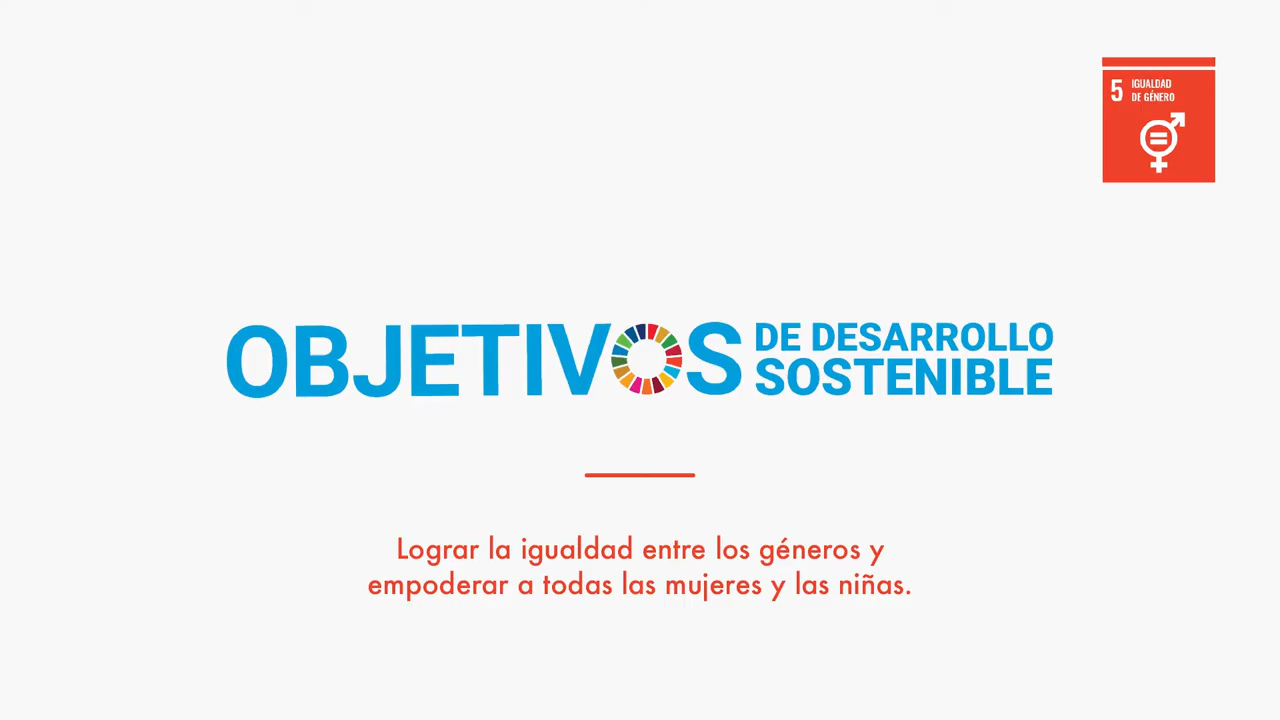 5 IGUALDAD
DE GÉNERO
OBJETIVOS DE DESARROLLO
SOSTENIBLE
Lograr la igualdad entre los géneros y
empoderar a todas las mujeres y las niñas.